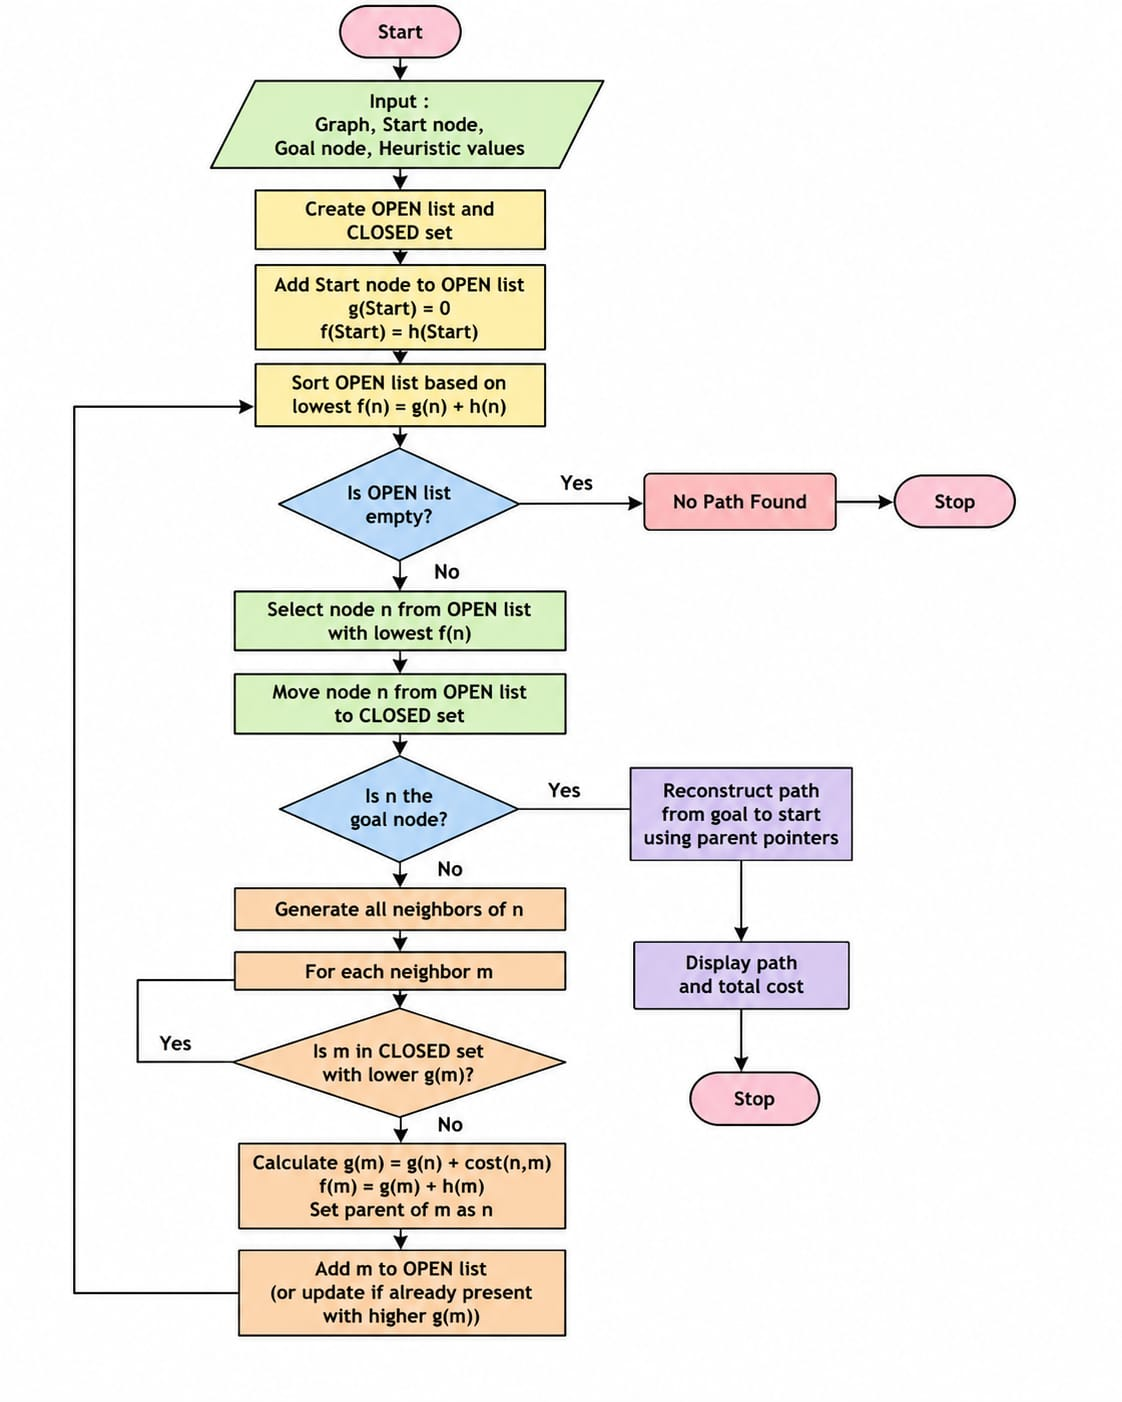 Start
Input :
Graph, Start node,
Goal node, Heuristic values
Create OPEN list and
CLOSED set
Add Start node to OPEN list
g(Start) = 0
f(Start) = h(Start)
Sort OPEN list based on
lowest f(n) = g(n) + h(n)
Is OPEN list
empty?
Yes
No Path Found
Stop
No
Select node n from OPEN list
with lowest f(n)
Move node n from OPEN list
to CLOSED set
Is n the
goal node?
Yes
Reconstruct path
from goal to start
using parent pointers
No
Generate all neighbors of n
For each neighbor m
Display path
and total cost
Yes
Is m in CLOSED set
with lower g(m)?
Stop
No
Calculate g(m) = g(n) + cost(n,m)
f(m) = g(m) + h(m)
Set parent of m as n
Add m to OPEN list
(or update if already present
with higher g(m))